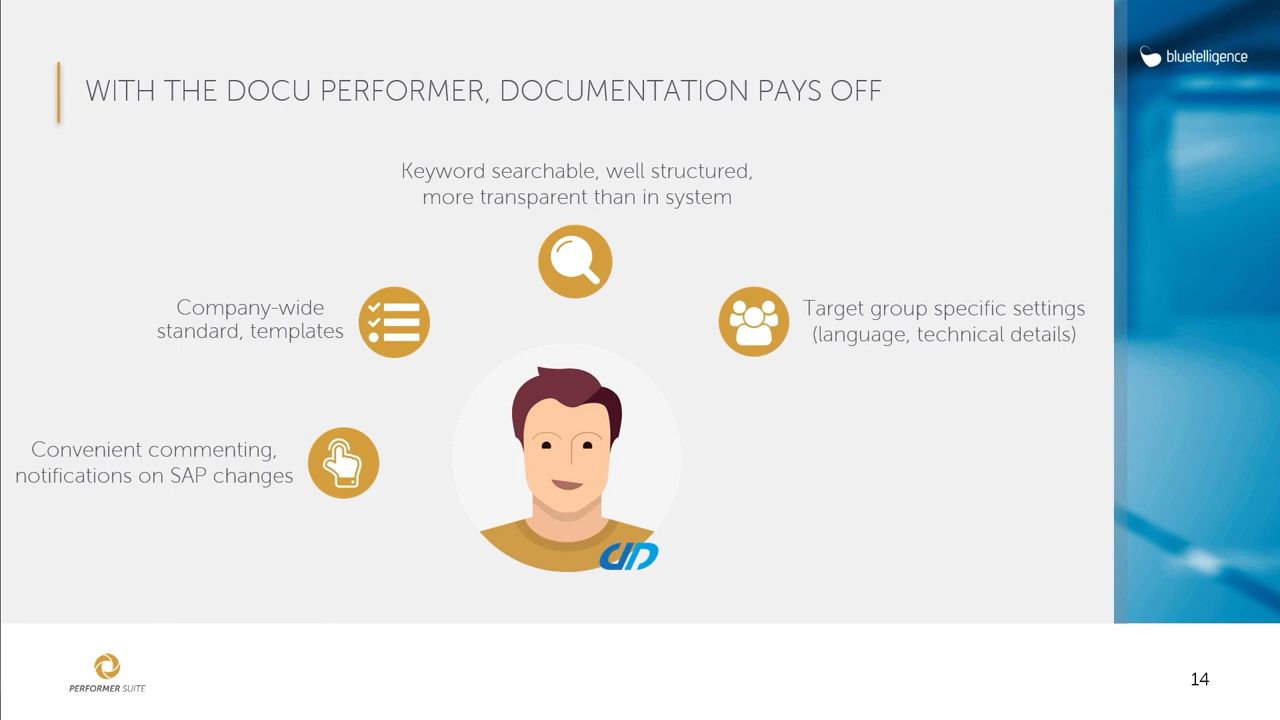 bluetelligence
WITH THE DOCU PERFORMER, DOCUMENTATION PAYS OFF
Keyword searchable, well structured,
more transparent than in system
Company-wide
standard, templates
Target group specific settings
(language, technical details)
Convenient commenting,
notifications on SAP changes
PERFORMER SUITE
14